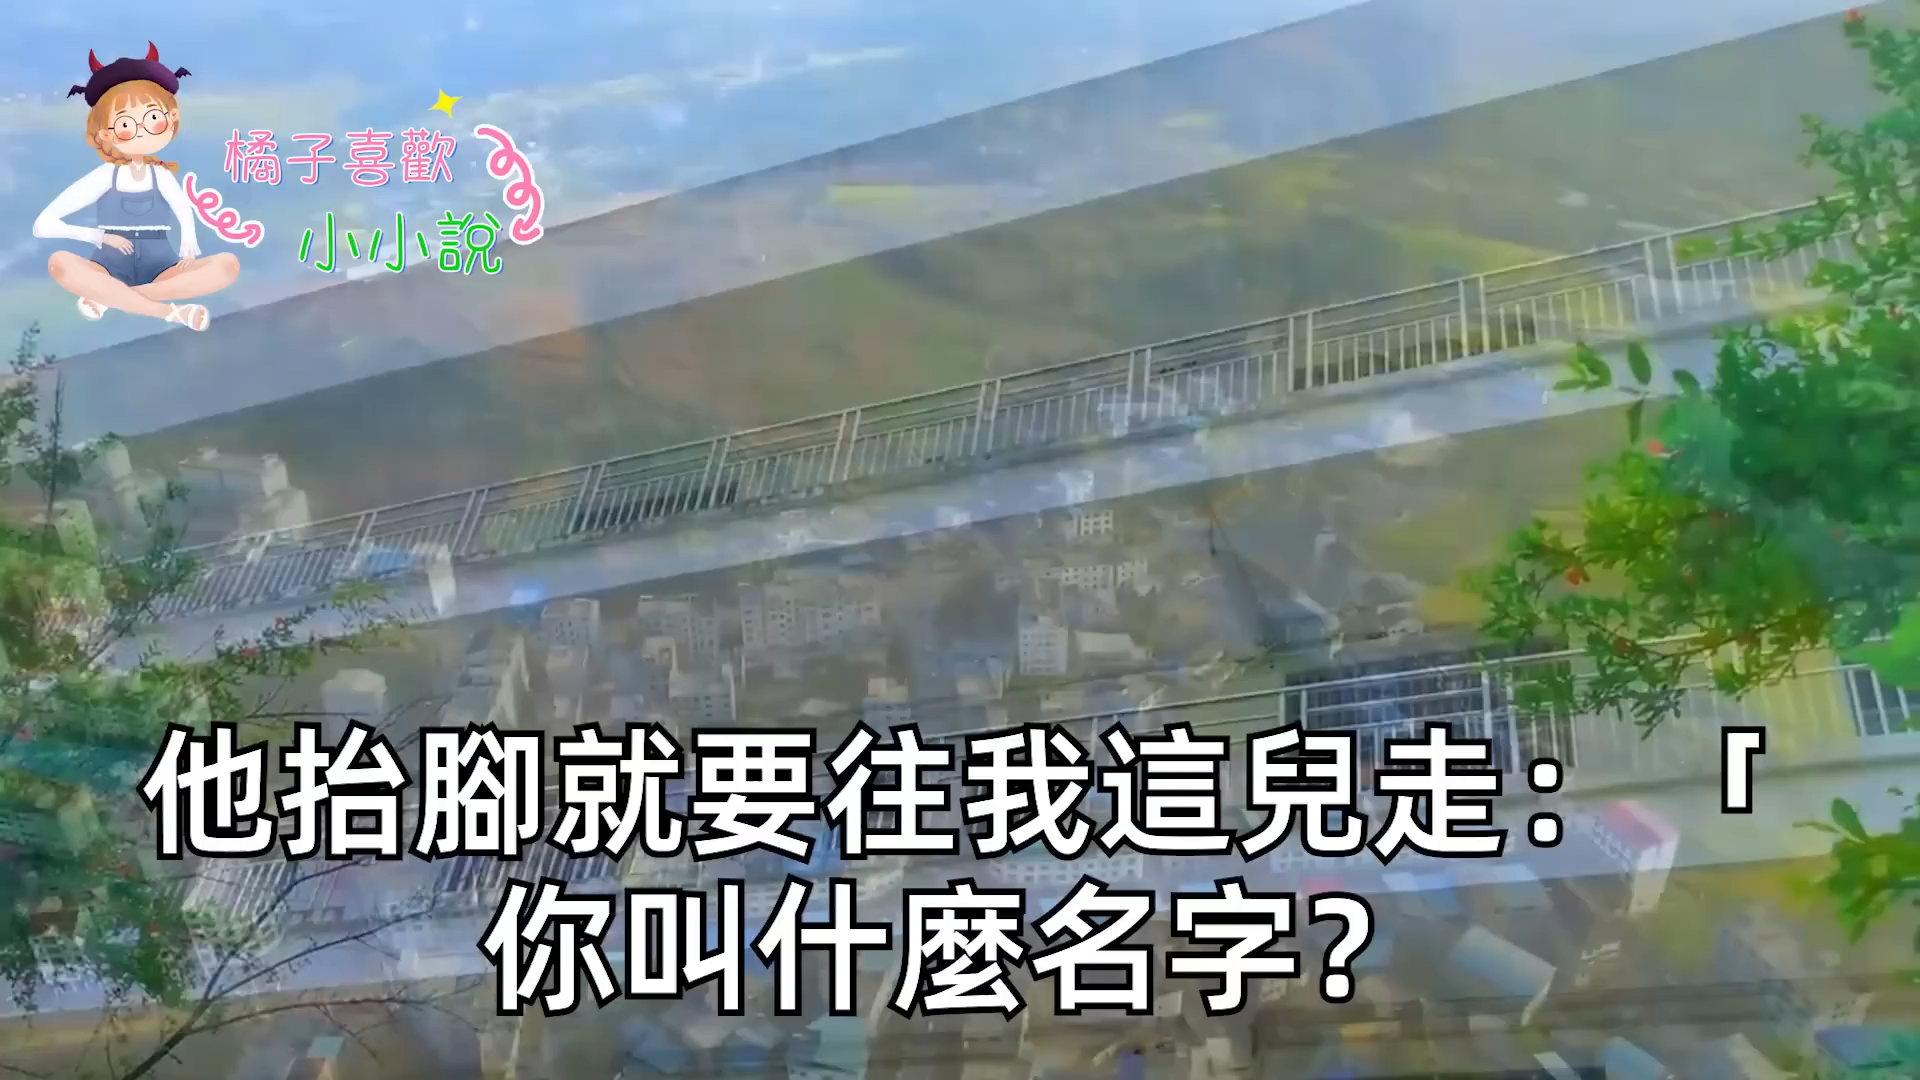 橘子喜歡
小小說
他抬腳就要往我這兒走：「
你叫什麼名字?